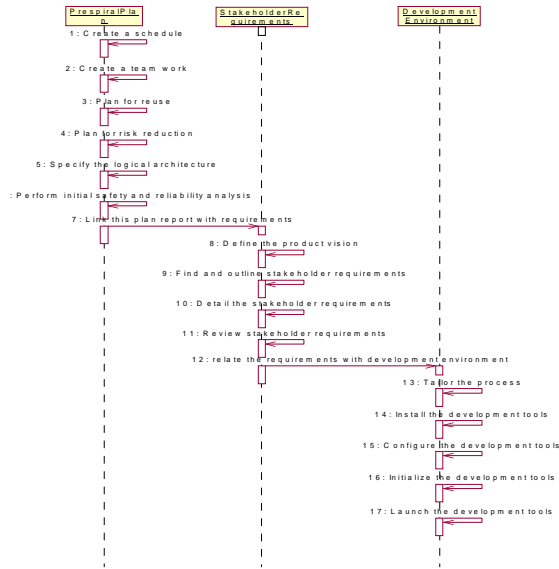 PrespiralPla
n
StakeholderRe
quirements
Development
Environment
1: Create a schedule
2: Create a team work
3: Plan for reuse
4: Plan for risk reduction
5: Specify the logical architecture
: Perform initial safety and reliability analysis
7: Link this plan report with requirements
8: Define the product vision
9: Find and outline stakeholder requirements
10: Detail the stakeholder requirements
11: Review stakeholder requirements
12: relate the requirements with development environment
13: Tailor the process
14: Install the development tools
15: Configure the development tools
16: Initialize the development tools
17: Launch the development tools